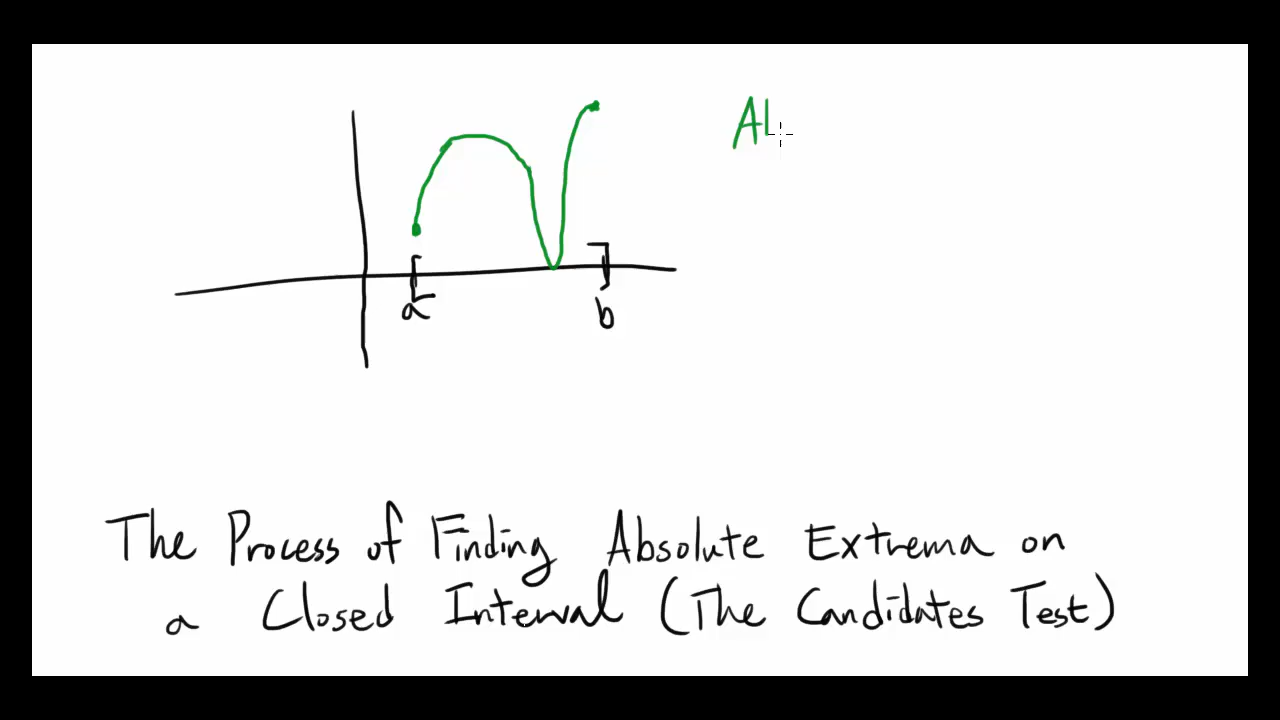 Al
a
b
The Process of Finding Absolute Extrema on
a Closed Interval (The Candidates Test)